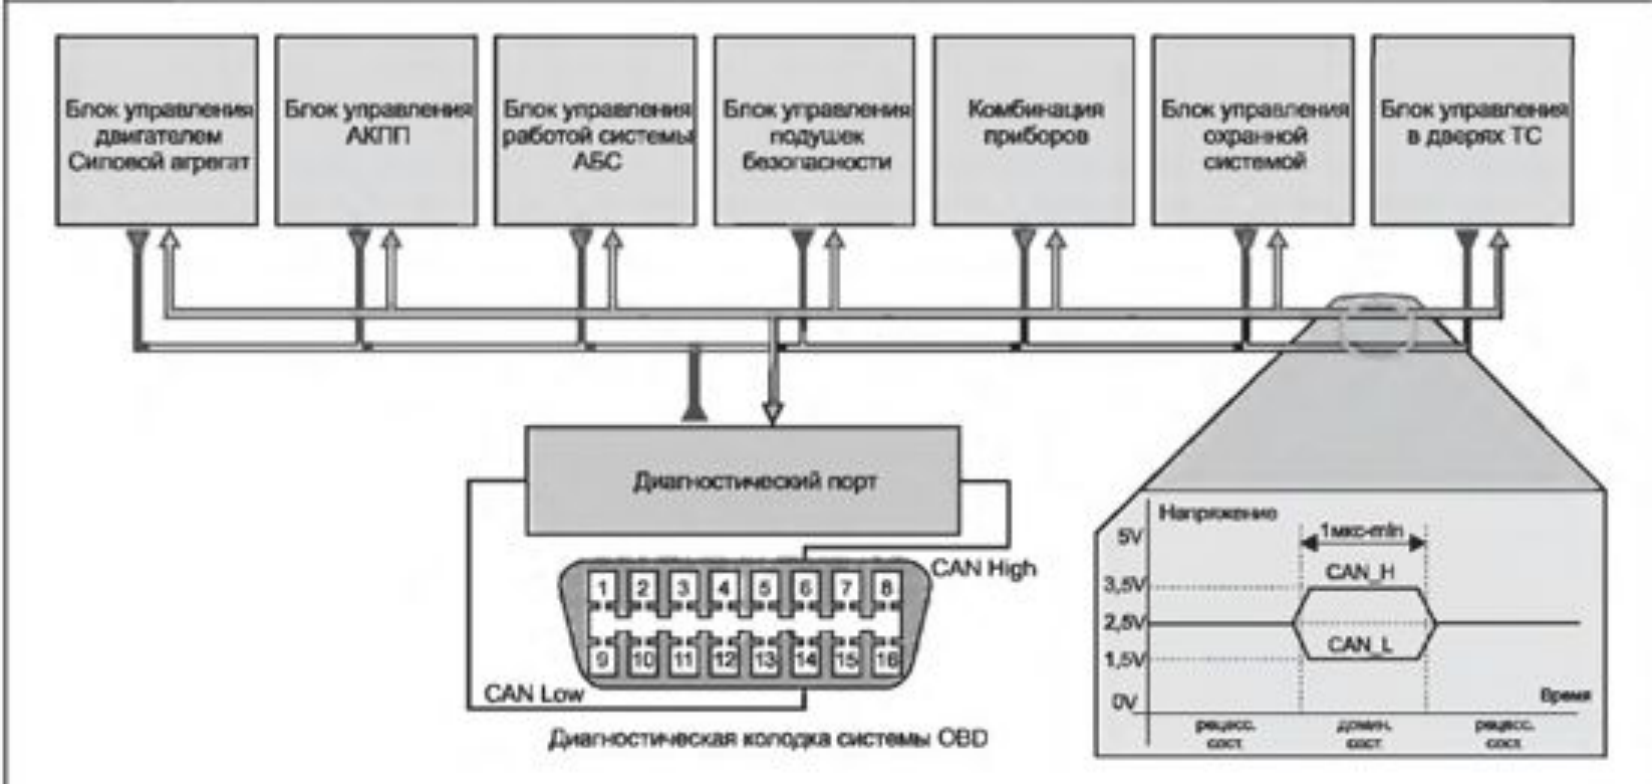 Блок управления
двигателем
Силовой агрегат
Блок управления
АКПП
Блок управления
работой системы
АБС
Блок управления
подушек
безопасности
Комбинация
приборов
Блок управления
охранной
системой
Блок управления
в дверях ТС
Диагностический порт
CAN High
1 2 3 4 5 6 7 8
9 10 11 12 13 14 15 16
CAN Low
Диагностическая колодка системы OBD
Напряжение
5V
1мкс-min
CAN_H
3,5V
2,5V
CAN_L
1,5V
0V
Время
рецесс. сост.
домин. сост.
рецесс. сост.